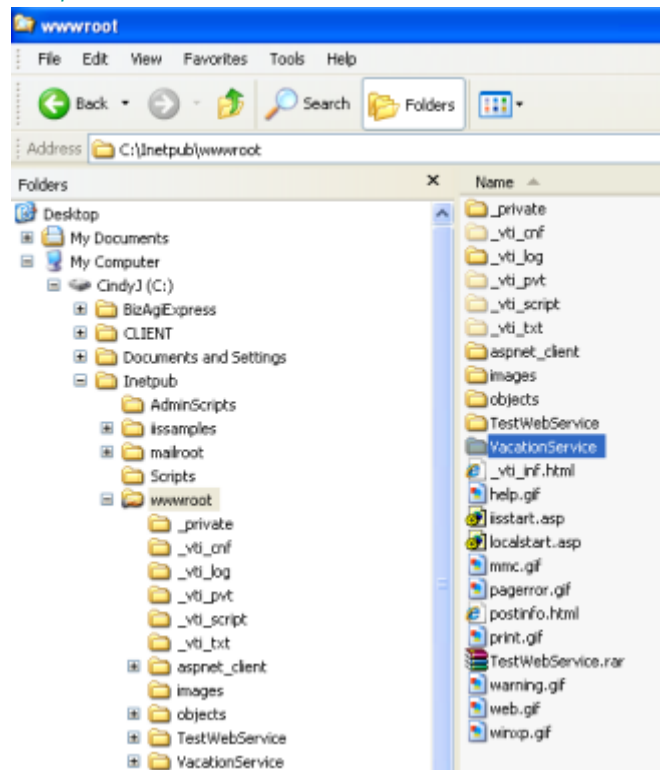 wwwroot
File Edit View Favorites Tools Help
Back Search Folders
Address C:\Inetpub\wwwroot
Folders X
Desktop
My Documents
My Computer
CindyJ (C:)
BizAgiExpress
CLIENT
Documents and Settings
Inetpub
AdminScripts
iissamples
mailroot
Scripts
wwwroot
_private
_vti_cnf
_vti_log
_vti_pvt
_vti_script
_vti_txt
aspnet_client
images
objects
TestWebService
VacationService
Name
_private
_vti_cnf
_vti_log
_vti_pvt
_vti_script
_vti_txt
aspnet_client
images
objects
TestWebService
VacationService
_vti_inf.html
help.gif
iisstart.asp
localstart.asp
mmc.gif
pagerror.gif
postinfo.html
print.gif
TestWebService.rar
warning.gif
web.gif
winxp.gif